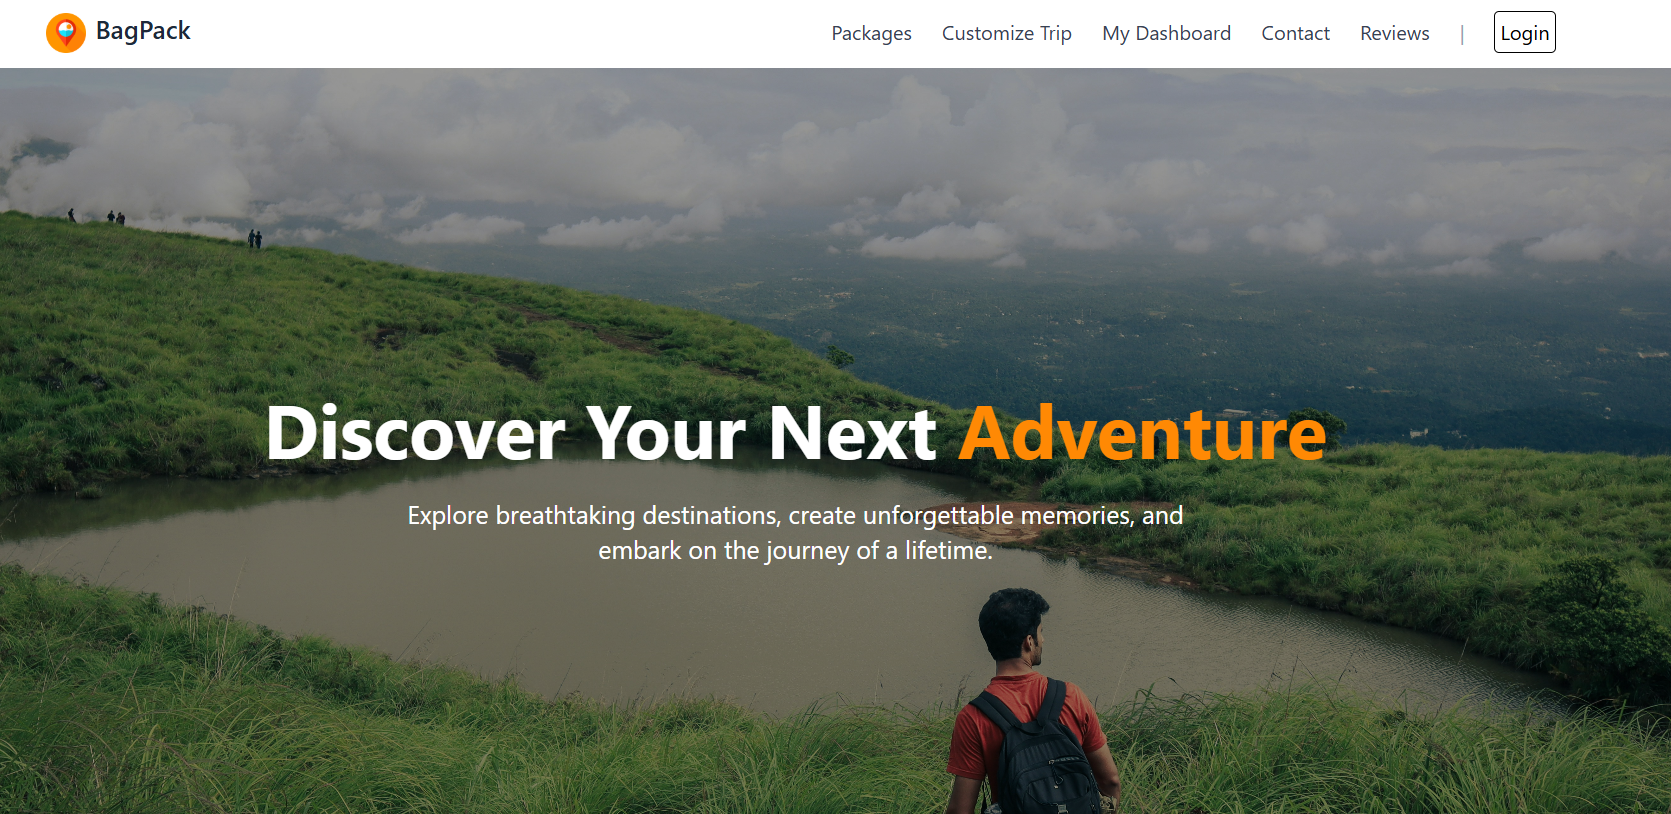 BagPack
Packages
Customize Trip
My Dashboard
Contact
Reviews
|
Login
Discover Your Next Adventure
Explore breathtaking destinations, create unforgettable memories, and
embark on the journey of a lifetime.